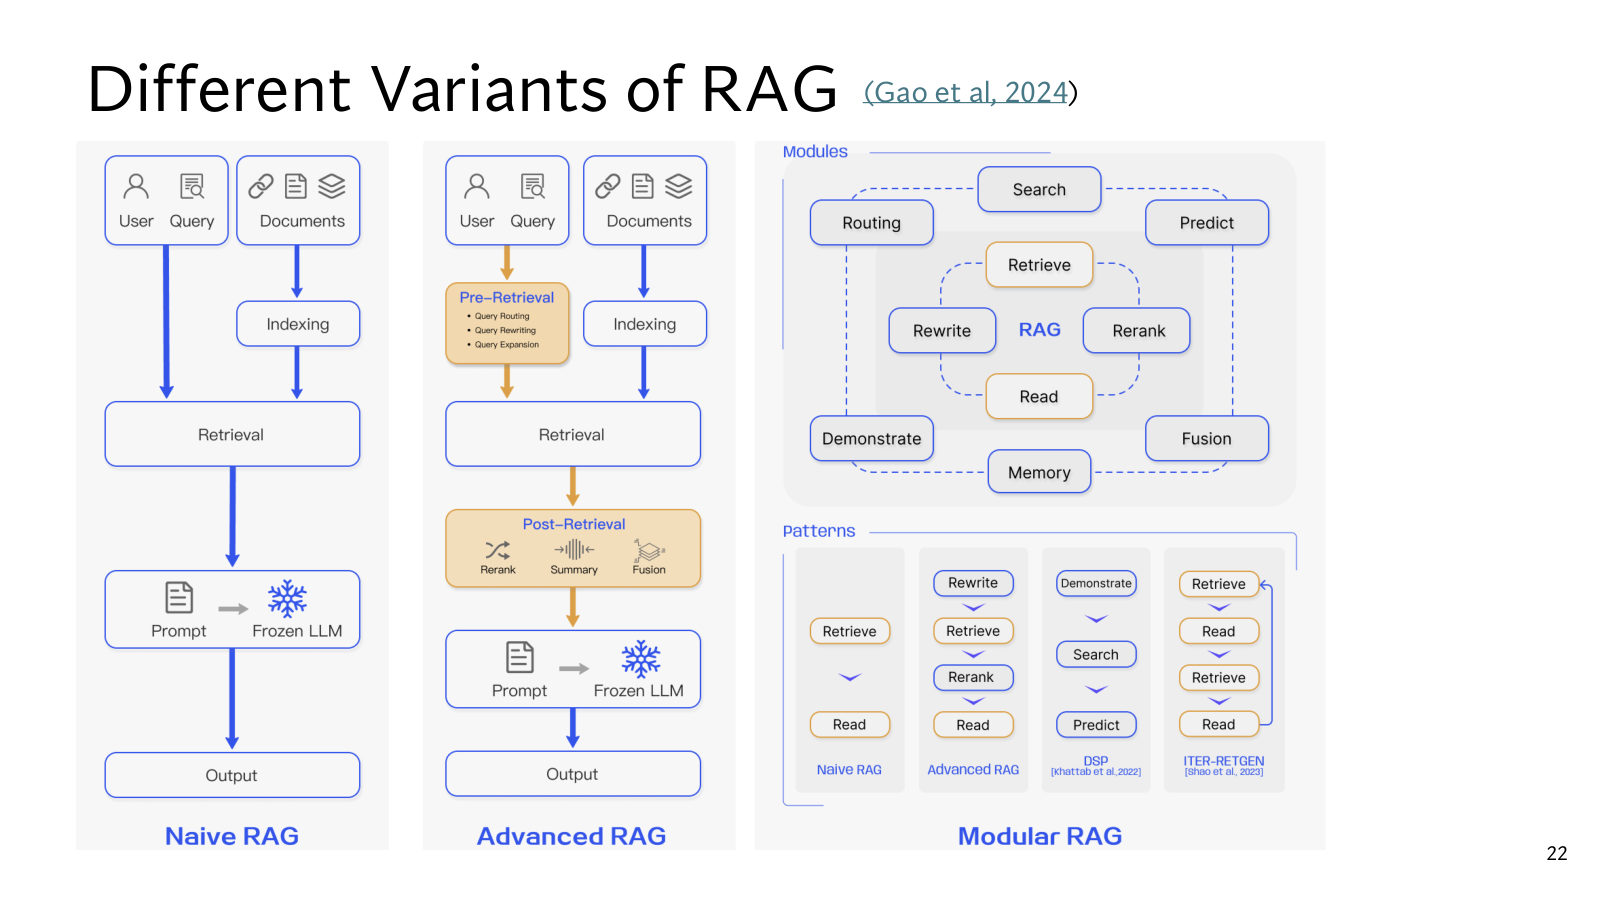 Different Variants of RAG (Gao et al, 2024)
User Query
Documents
Indexing
Retrieval
Prompt
Frozen LLM
Output
Naive RAG
User Query
Documents
Pre-Retrieval
• Query Routing
• Query Rewriting
• Query Expansion
Indexing
Retrieval
Post-Retrieval
Rerank
Summary
Fusion
Prompt
Frozen LLM
Output
Advanced RAG
Modules
Search
Routing
Predict
Retrieve
Rewrite
RAG
Rerank
Read
Demonstrate
Fusion
Memory
Patterns
Retrieve
Read
Naive RAG
Rewrite
Retrieve
Rerank
Read
Advanced RAG
Demonstrate
Search
Predict
DSP
[Khattab et al.,2022]
Retrieve
Read
Retrieve
Read
ITER-RETGEN
[Shao et al., 2023]
Modular RAG
22